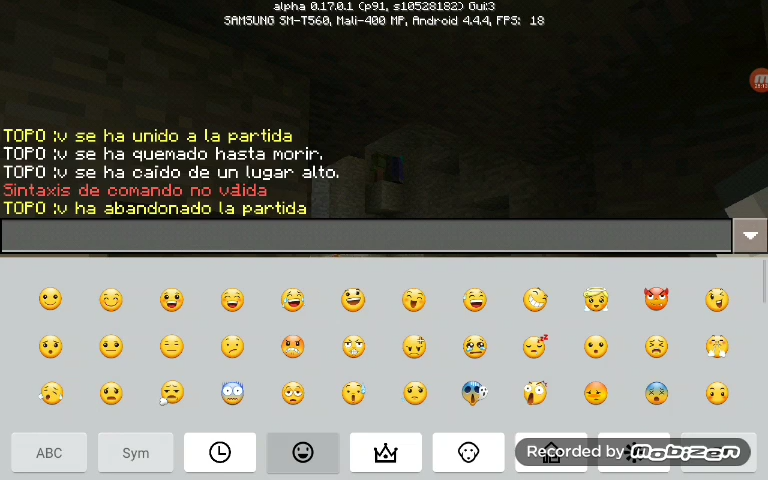 alpha 0.17.0.1 (p91, s10528182) Gui:3
SAMSUNG SM-T560, Mali-400 MP, Android 4.4.4, FPS: 18
TOPO :v se ha unido a la partida
TOPO :v se ha quemado hasta morir.
TOPO :v se ha caído de un lugar alto.
Sintaxis de comando no válida
TOPO :v ha abandonado la partida
ABC
Sym
Recorded by Mobizen